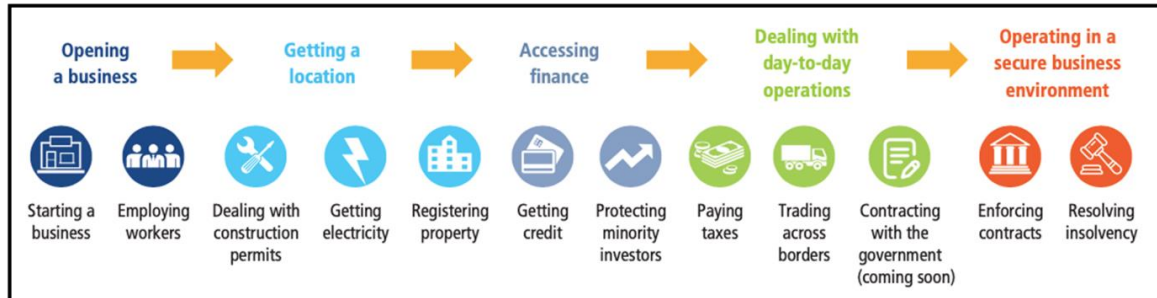 Opening
a business
Getting a
location
Accessing
finance
Dealing with
day-to-day
operations
Operating in a
secure business
environment
Starting a
business
Employing
workers
Dealing with
construction
permits
Getting
electricity
Registering
property
Getting
credit
Protecting
minority
investors
Paying
taxes
Trading
across
borders
Contracting
with the
government
(coming soon)
Enforcing
contracts
Resolving
insolvency